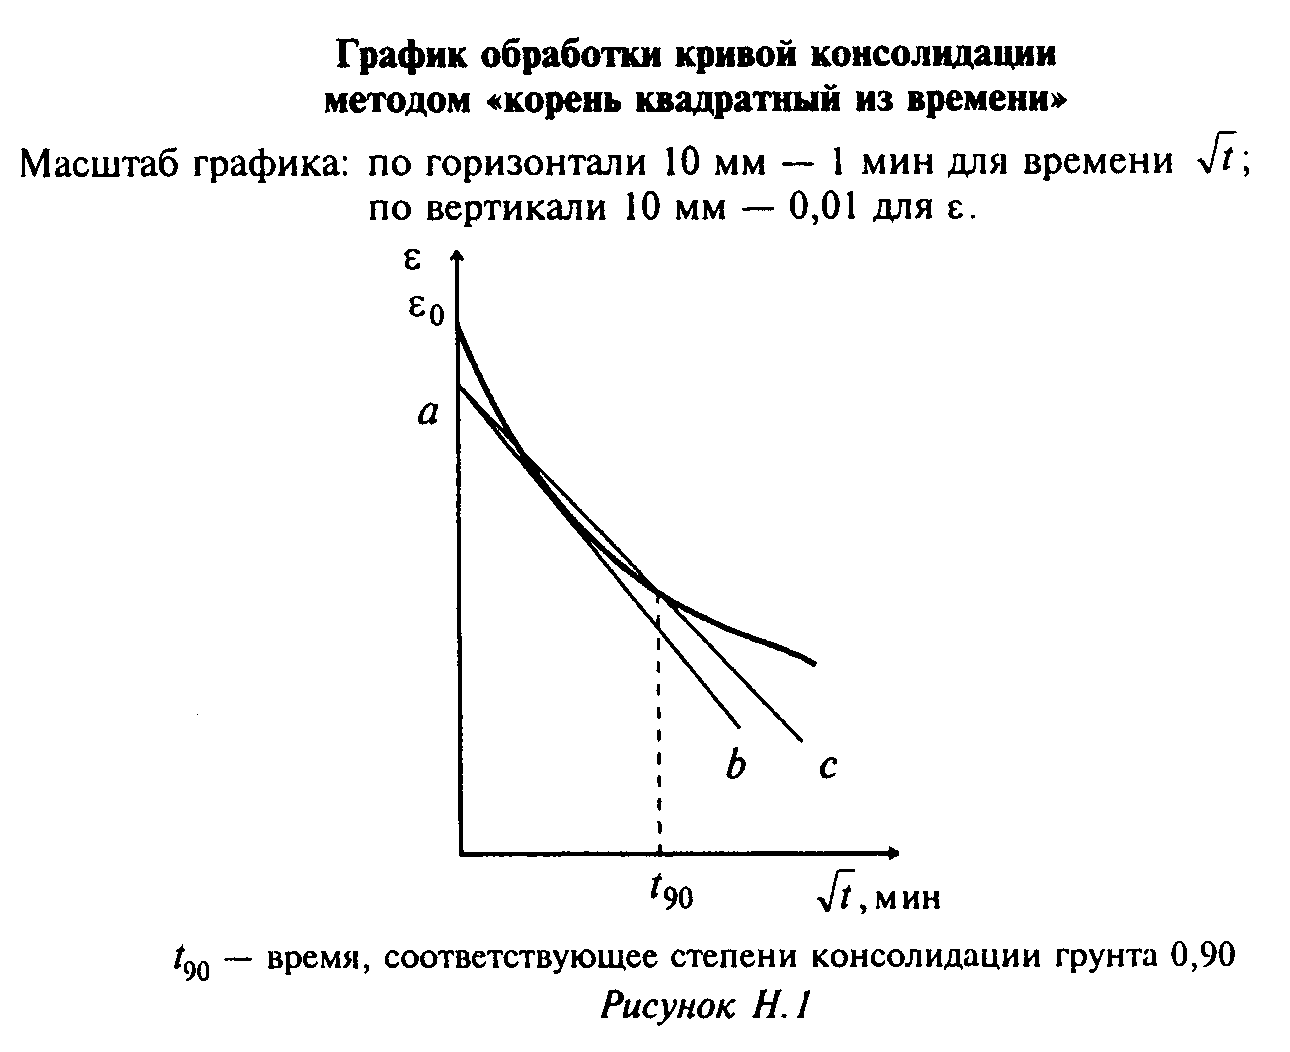 График обработки кривой консолидации
методом «корень квадратный из времени»
Масштаб графика: по горизонтали 10 мм — 1 мин для времени √t;
по вертикали 10 мм — 0,01 для ε.
ε
ε₀
a
b
c
t₉₀
√t, мин
t₉₀ — время, соответствующее степени консолидации грунта 0,90
Рисунок Н.1